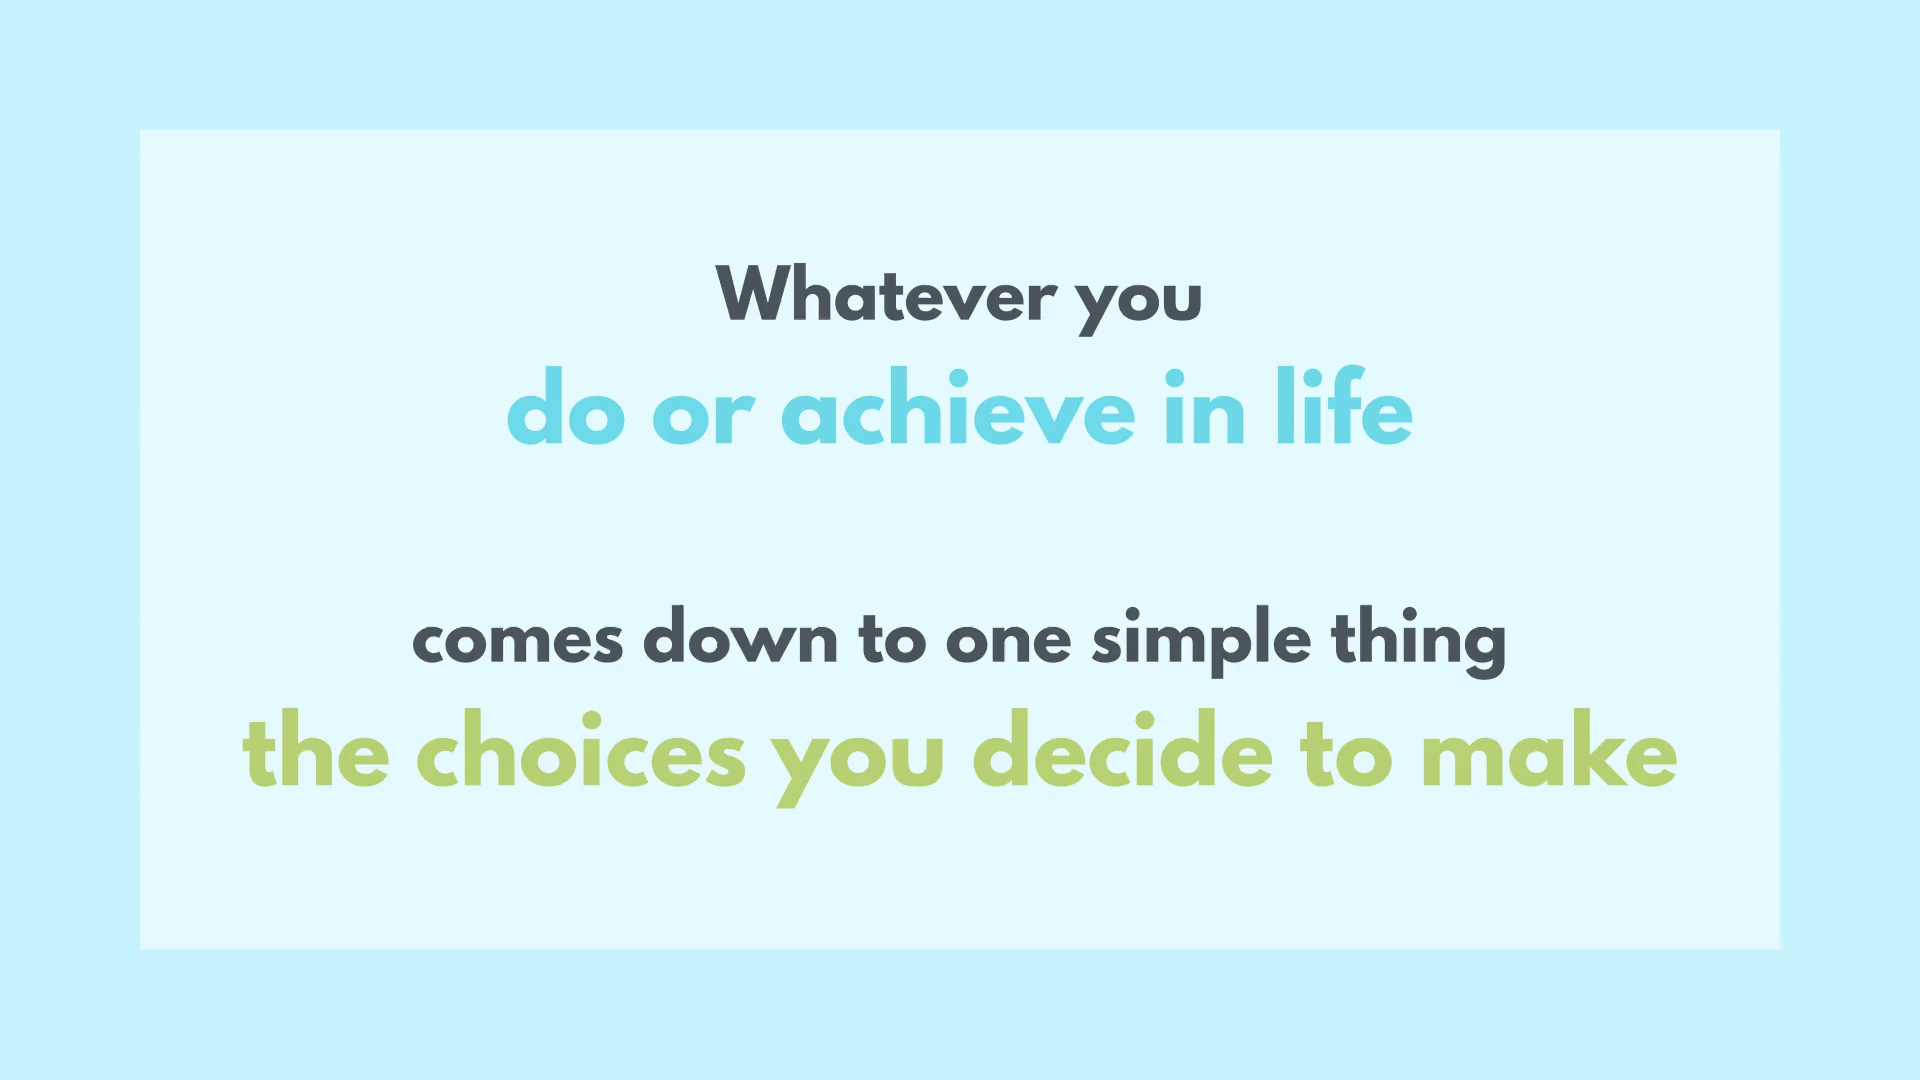 Whatever you
do or achieve in life
comes down to one simple thing
the choices you decide to make